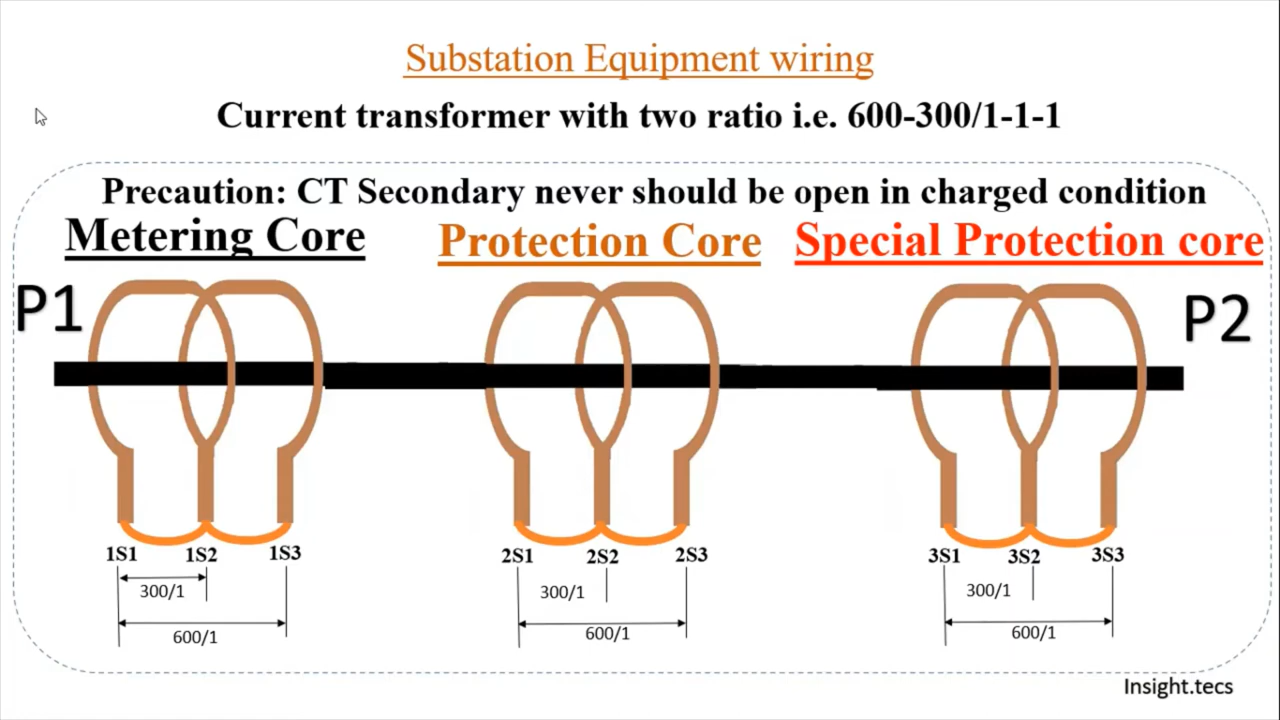 Substation Equipment wiring
Current transformer with two ratio i.e. 600-300/1-1-1
Precaution: CT Secondary never should be open in charged condition
Metering Core
Protection Core
Special Protection core
P1
P2
1S1 1S2 1S3
2S1 2S2 2S3
3S1 3S2 3S3
300/1
600/1
300/1
600/1
300/1
600/1
Insight.tecs